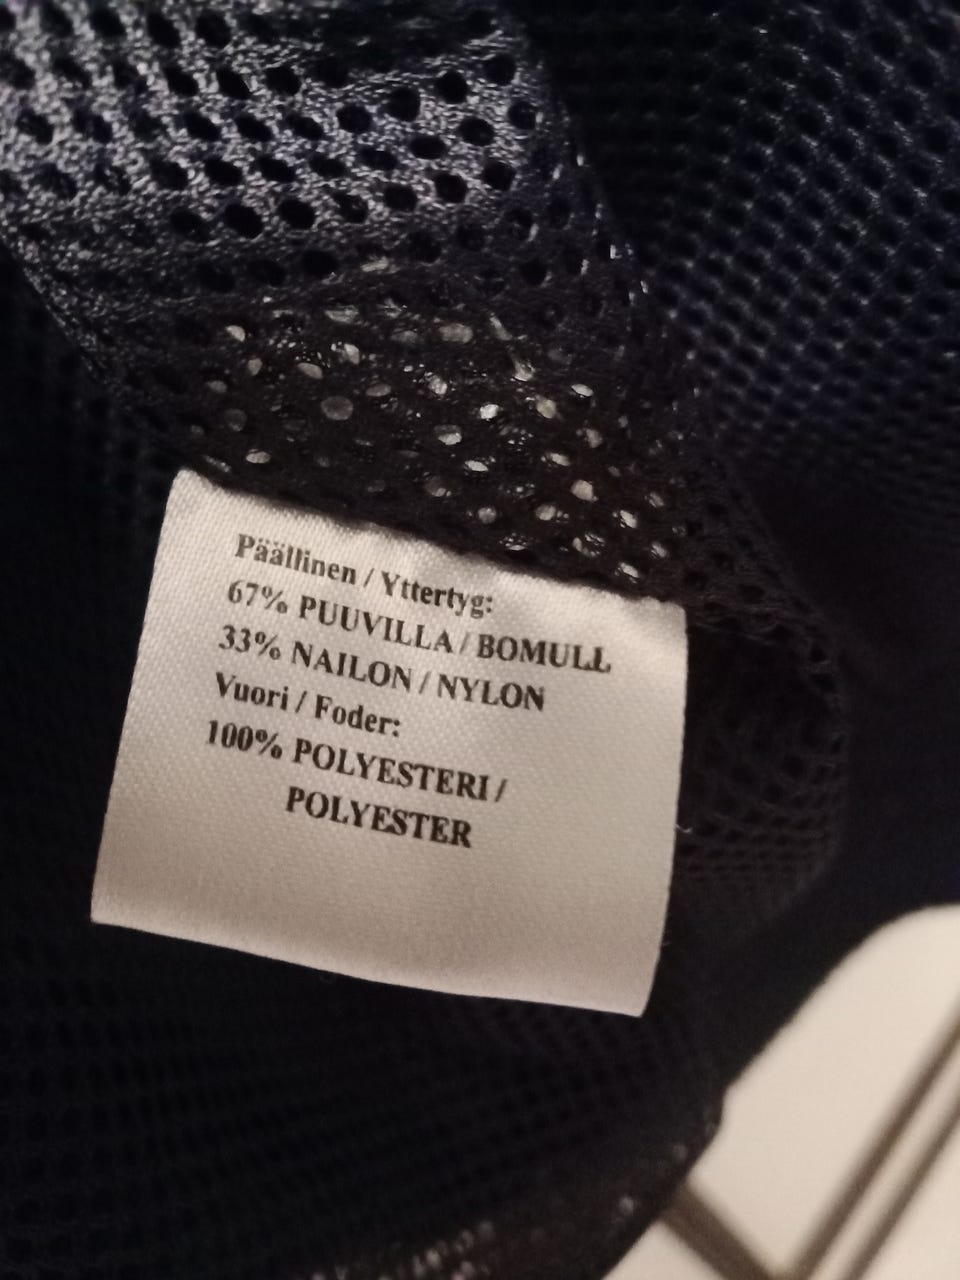 Päällinen / Yttertyg:
67% PUUVILLA / BOMULL
33% NAILON / NYLON
Vuori / Foder:
100% POLYESTERI /
POLYESTER